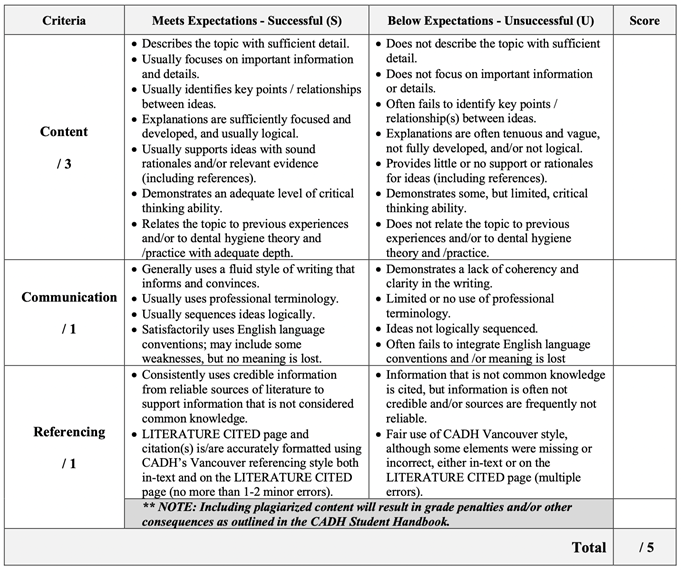 Criteria
Meets Expectations - Successful (S)
Below Expectations - Unsuccessful (U)
Score
Content
/ 3
• Describes the topic with sufficient detail.
• Usually focuses on important information
and details.
• Usually identifies key points / relationships
between ideas.
• Explanations are sufficiently focused and
developed, and usually logical.
• Usually supports ideas with sound
rationales and/or relevant evidence
(including references).
• Demonstrates an adequate level of critical
thinking ability.
• Relates the topic to previous experiences
and/or to dental hygiene theory and
/practice with adequate depth.
• Does not describe the topic with sufficient
detail.
• Does not focus on important information
or details.
• Often fails to identify key points /
relationship(s) between ideas.
• Explanations are often tenuous and vague,
not fully developed, and/or not logical.
• Provides little or no support or rationales
for ideas (including references).
• Demonstrates some, but limited, critical
thinking ability.
• Does not relate the topic to previous
experiences and/or to dental hygiene
theory and /practice.
Communication
/ 1
• Generally uses a fluid style of writing that
informs and convinces.
• Usually uses professional terminology.
• Usually sequences ideas logically.
• Satisfactorily uses English language
conventions; may include some
weaknesses, but no meaning is lost.
• Demonstrates a lack of coherency and
clarity in the writing.
• Limited or no use of professional
terminology.
• Ideas not logically sequenced.
• Often fails to integrate English language
conventions and /or meaning is lost
Referencing
/ 1
• Consistently uses credible information
from reliable sources of literature to
support information that is not considered
common knowledge.
• LITERATURE CITED page and
citation(s) is/are accurately formatted using
CADH's Vancouver referencing style both
in-text and on the LITERATURE CITED
page (no more than 1-2 minor errors).
• Information that is not common knowledge
is cited, but information is often not
credible and/or sources are frequently not
reliable.
• Fair use of CADH Vancouver style,
although some elements were missing or
incorrect, either in-text or on the
LITERATURE CITED page (multiple
errors).
** NOTE: Including plagiarized content will result in grade penalties and/or other
consequences as outlined in the CADH Student Handbook.
Total
/ 5